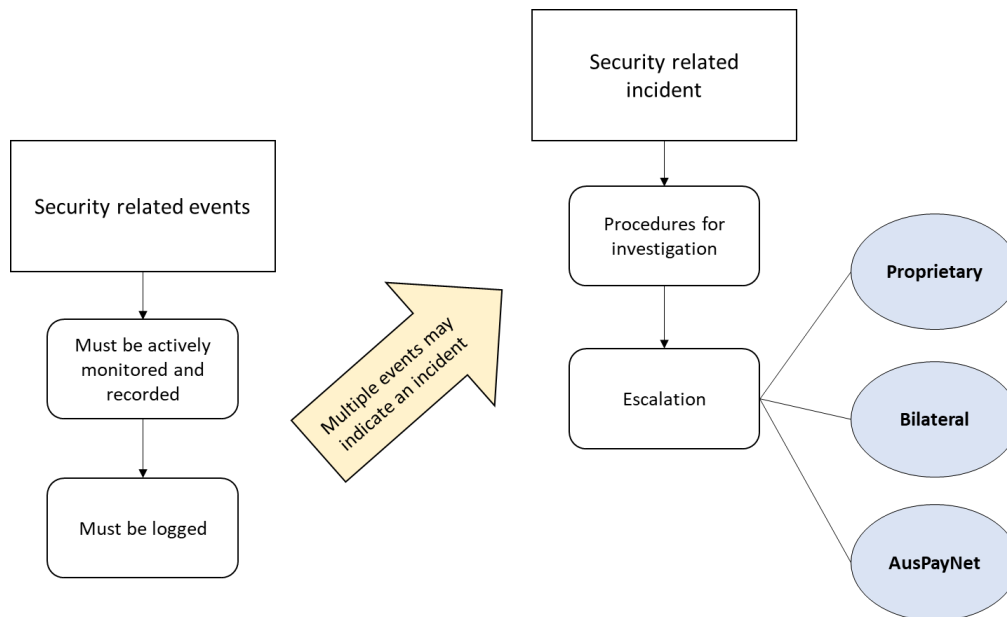 Security related events
Must be actively
monitored and
recorded
Must be logged
Multiple events may
indicate an incident
Security related
incident
Procedures for
investigation
Escalation
Proprietary
Bilateral
AusPayNet